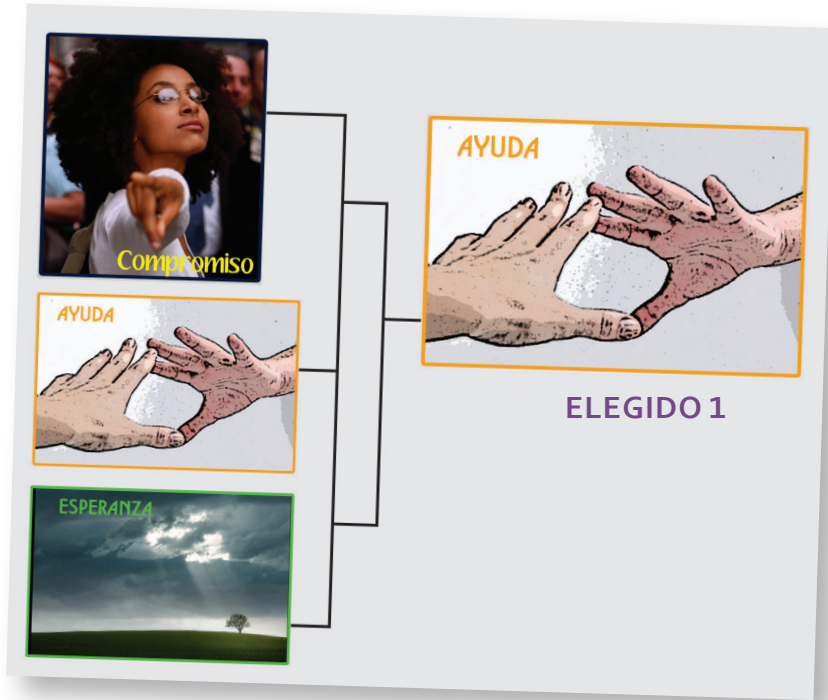 Compromiso
AYUDA
ESPERANZA
AYUDA
ELEGIDO 1